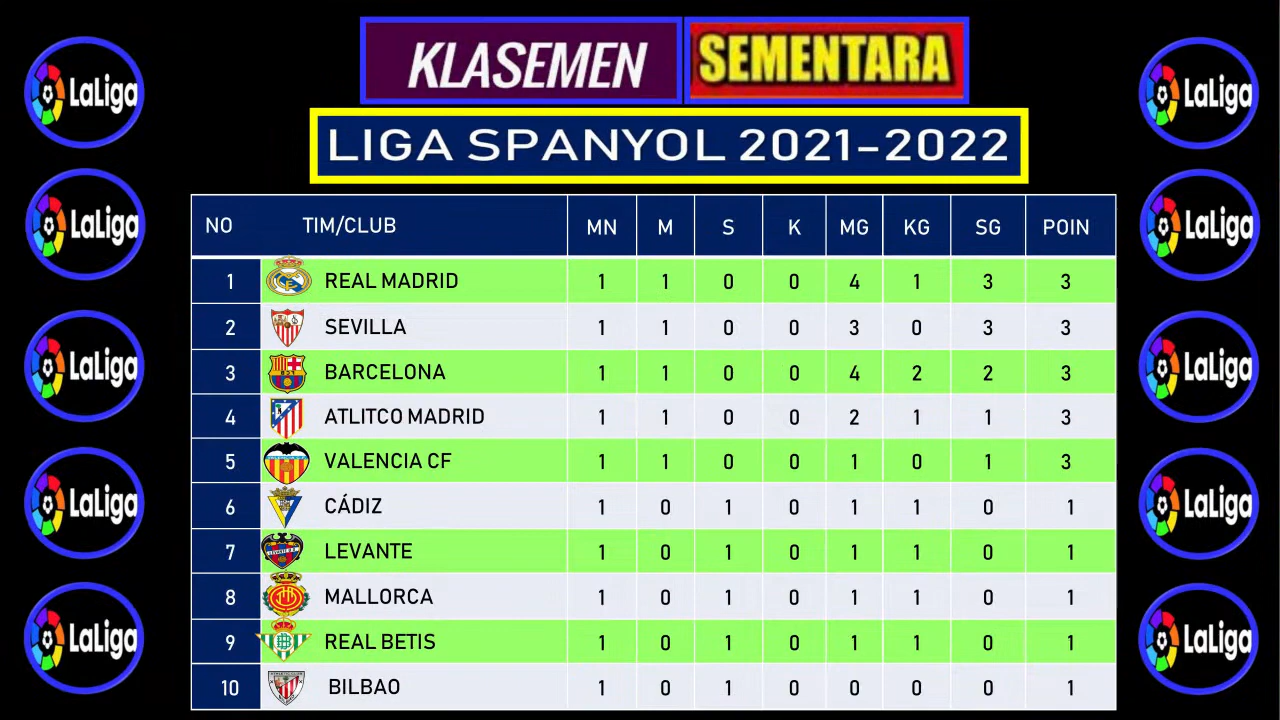 KLASEMEN SEMENTARA
LIGA SPANYOL 2021-2022
NO TIM/CLUB MN M S K MG KG SG POIN
1 REAL MADRID 1 1 0 0 4 1 3 3
2 SEVILLA 1 1 0 0 3 0 3 3
3 BARCELONA 1 1 0 0 4 2 2 3
4 ATLITCO MADRID 1 1 0 0 2 1 1 3
5 VALENCIA CF 1 1 0 0 1 0 1 3
6 CÁDIZ 1 0 1 0 1 1 0 1
7 LEVANTE 1 0 1 0 1 1 0 1
8 MALLORCA 1 0 1 0 1 1 0 1
9 REAL BETIS 1 0 1 0 1 1 0 1
10 BILBAO 1 0 1 0 0 0 0 1
LaLiga
LaLiga
LaLiga
LaLiga
LaLiga
LaLiga
LaLiga
LaLiga
LaLiga
LaLiga